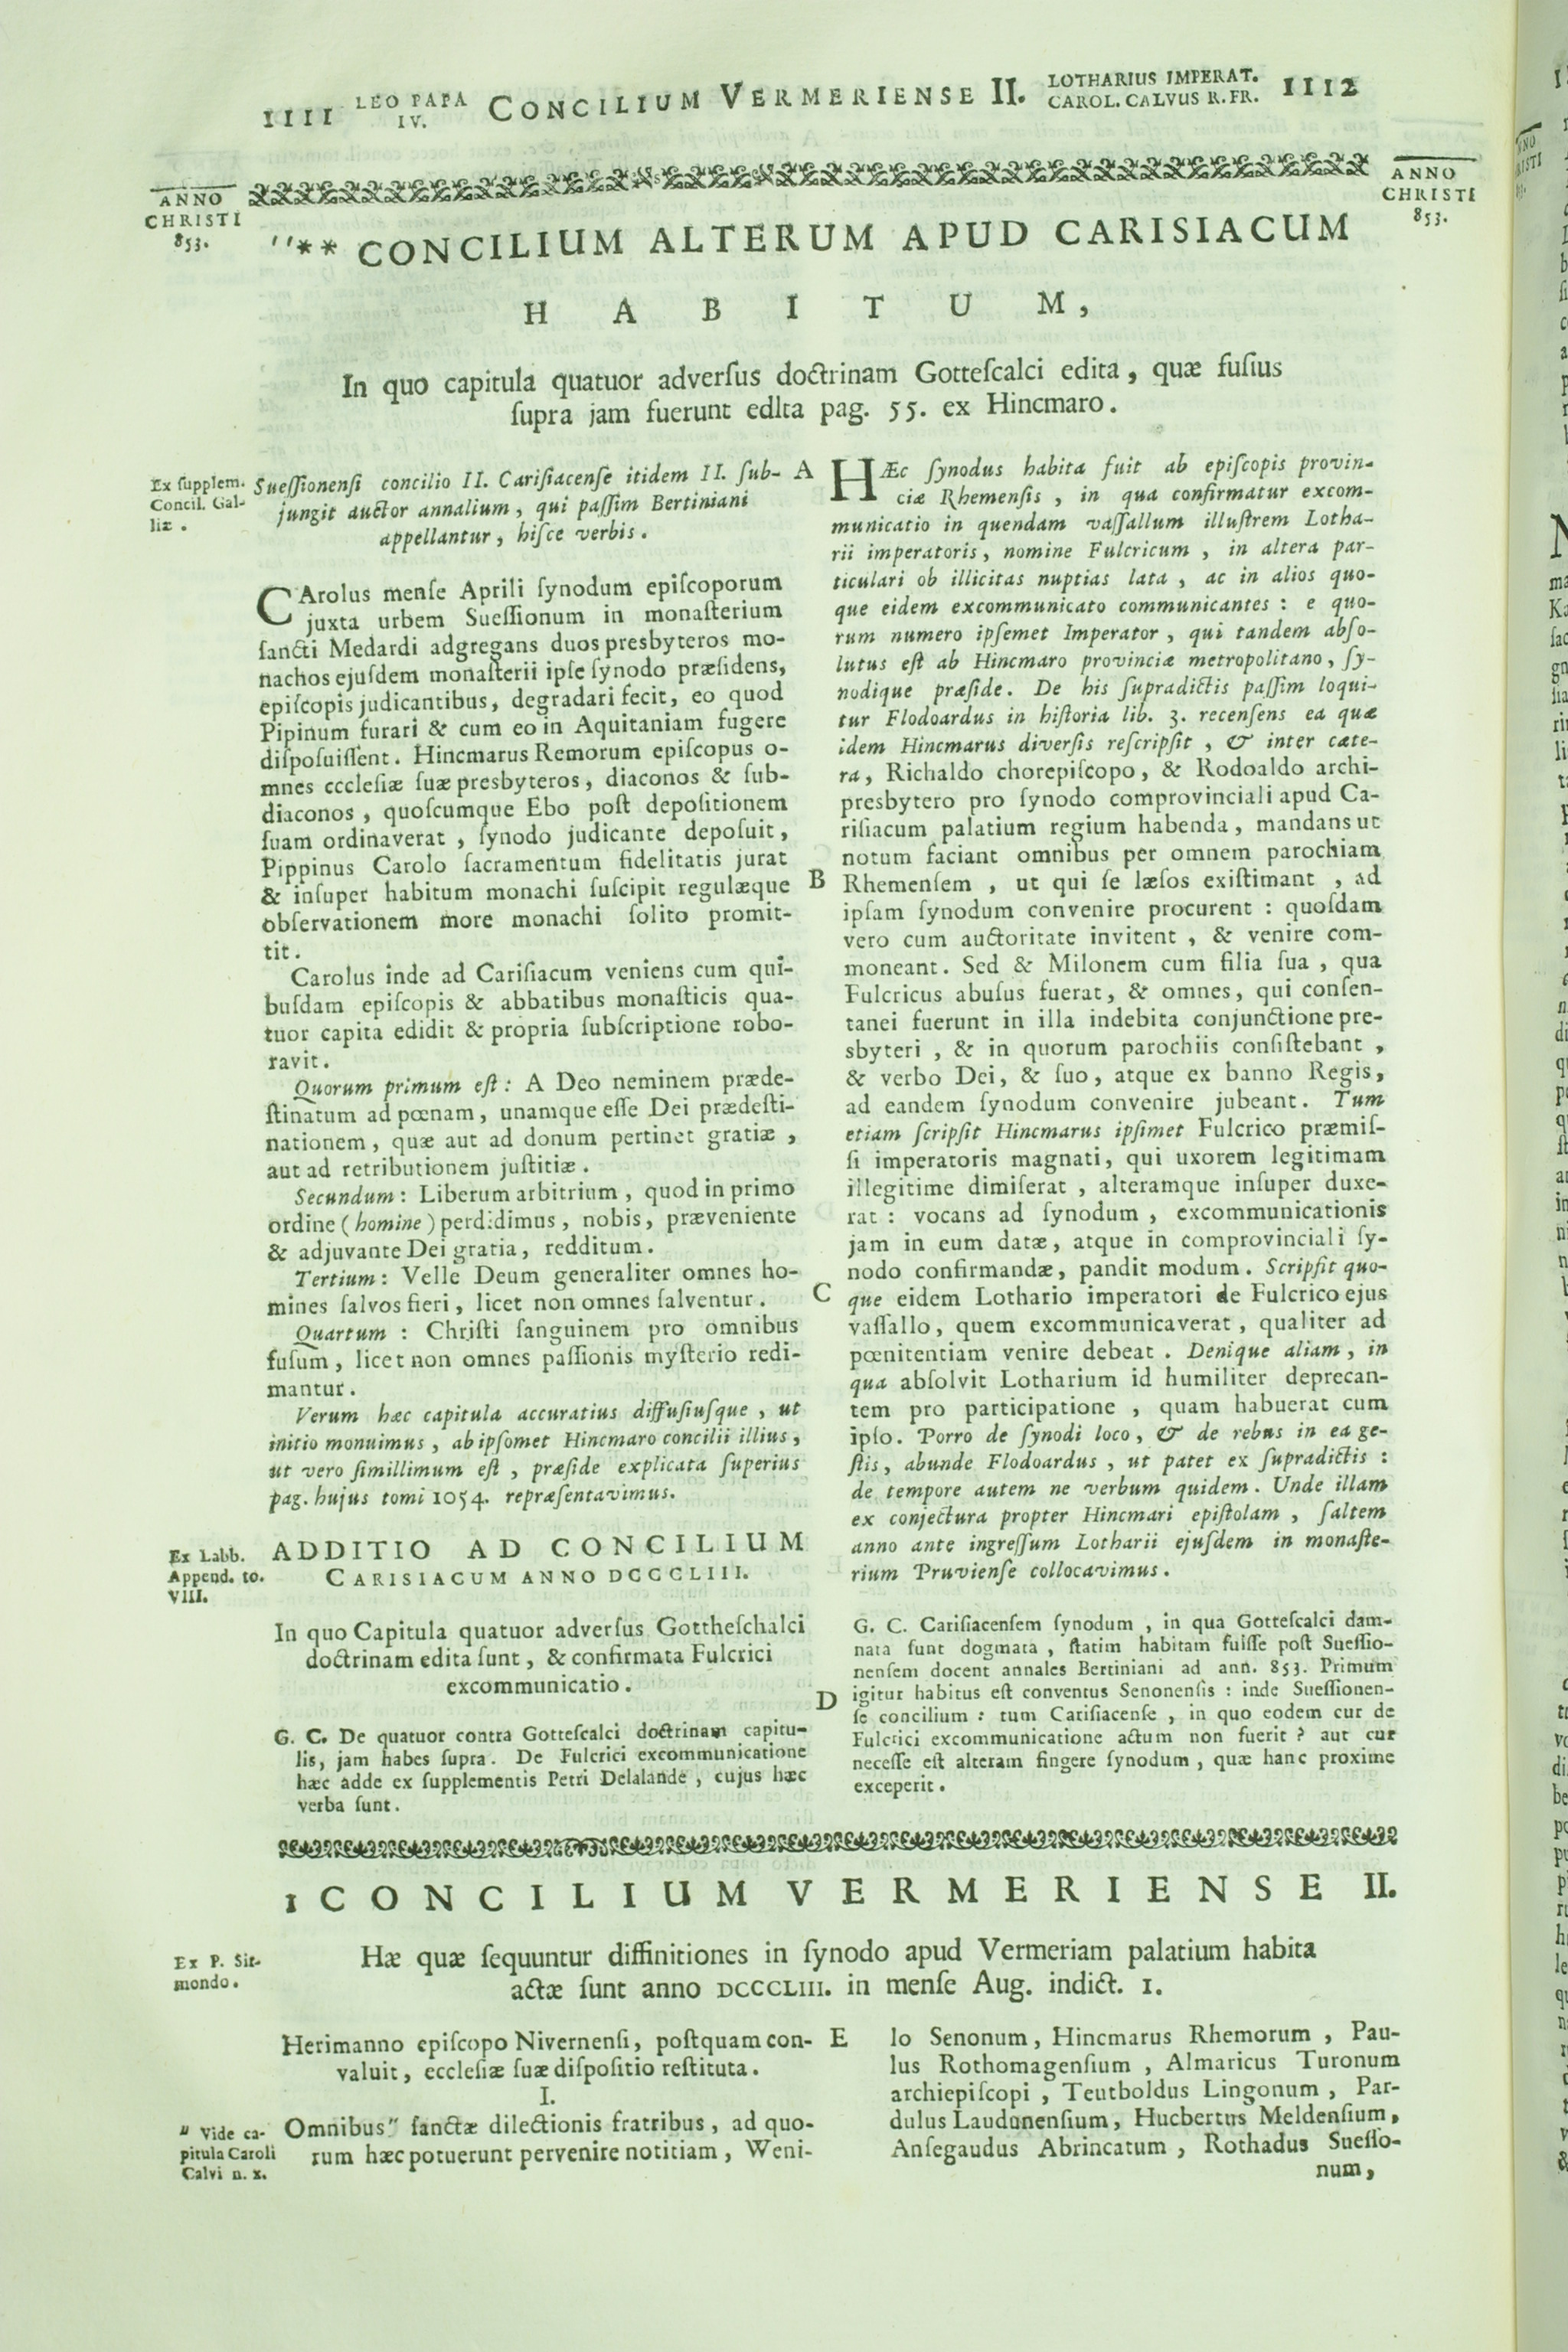 1111 LEO PAPA IV. CONCILIUM VERMERIENSE II. LOTHARIUS IMPERAT. CAROL. CALVUS R. FR. 1112
ANNO
CHRISTI
853.
ANNO
CHRISTI
853.
"** CONCILIUM ALTERUM APUD CARISIACUM
HABITUM,
In quo capitula quatuor adverſus doctrinam Gotteſcalci edita, quæ fuſius
ſupra jam fuerunt edita pag. 55. ex Hincmaro.
Ex ſupplem.
Concil. Gal-
liæ.
Sueſſionenſi concilio II. Cariſiacenſe itidem II. ſub-
jungit auctor annalium, qui paſſim Bertiniani
appellantur, hiſce verbis.
CArolus menſe Aprili ſynodum epiſcoporum
juxta urbem Sueſſionum in monaſterium
ſancti Medardi adgregans duos presbyteros mo-
nachos ejuſdem monaſterii ipſe ſynodo præſidens,
epiſcopis judicantibus, degradari fecit, eo quod
Pipinum furari & cum eo in Aquitaniam fugere
diſpoſuiſſent. Hincmarus Remorum epiſcopus o-
mnes eccleſiæ ſuæ presbyteros, diaconos & ſub-
diaconos, quoſcumque Ebo poſt depoſitionem
ſuam ordinaverat, ſynodo judicante depoſuit,
Pippinus Carolo ſacramentum fidelitatis jurat
& inſuper habitum monachi ſuſcipit regulæque
obſervationem more monachi ſolito promit-
tit.
Carolus inde ad Cariſiacum veniens cum qui-
buſdam epiſcopis & abbatibus monaſticis qua-
tuor capita edidit & propria ſubſcriptione robo-
ravit.
Quorum primum eſt: A Deo neminem præde-
ſtinatum ad pœnam, unamque eſſe Dei prædeſti-
nationem, quæ aut ad donum pertinet gratiæ,
aut ad retributionem juſtitiæ.
Secundum: Liberum arbitrium, quod in primo
ordine (homine) perdidimus, nobis, præveniente
& adjuvante Dei gratia, redditum.
Tertium: Velle Deum generaliter omnes ho-
mines ſalvos fieri, licet non omnes ſalventur.
Quartum: Chriſti ſanguinem pro omnibus
fuſum, licet non omnes paſſionis myſterio redi-
mantur.
Verum hæc capitula accuratius diffuſiuſque, ut
initio monuimus, ab ipſomet Hincmaro concilii illius,
ut vero ſimillimum eſt, præſide explicata ſuperius
pag. hujus tomi 1054. repræſentavimus.
Ex Labb.
Append. to.
VIII.
ADDITIO AD CONCILIUM
CARISIACUM ANNO DCCCLIII.
In quo Capitula quatuor adverſus Gottheſchalci
doctrinam edita ſunt, & confirmata Fulcrici
excommunicatio.
G. C. De quatuor contra Gotteſcalci doctrinam capitu-
lis, jam habes ſupra. De Fulcrici excommunicatione
hæc adde ex ſupplementis Petri Delalande, cujus hæc
verba ſunt.
A
B
C
D
HÆc ſynodus habita fuit ab epiſcopis provin-
ciæ Rhemenſis, in qua confirmatur excom-
municatio in quendam vaſſallum illuſtrem Lotha-
rii imperatoris, nomine Fulcricum, in altera par-
ticulari ob illicitas nuptias lata, ac in alios quo-
que eidem excommunicato communicantes: e quo-
rum numero ipſemet Imperator, qui tandem abſo-
lutus eſt ab Hincmaro provinciæ metropolitano, ſy-
nodique præſide. De his ſupradictis paſſim loqui-
tur Flodoardus in hiſtoria lib. 3. recenſens ea quæ
idem Hincmarus diverſis reſcripſit, & inter cæte-
ra, Richaldo chorepiſcopo, & Rodoaldo archi-
presbytero pro ſynodo comprovinciali apud Ca-
riſiacum palatium regium habenda, mandans ut
notum faciant omnibus per omnem parochiam
Rhemenſem, ut qui ſe læſos exiſtimant, ad
ipſam ſynodum convenire procurent: quoſdam
vero cum auctoritate invitent, & venire com-
moneant. Sed & Milonem cum filia ſua, qua
Fulcricus abuſus fuerat, & omnes, qui conſen-
tanei fuerunt in illa indebita conjunctione pre-
sbyteri, & in quorum parochiis conſiſtebant,
& verbo Dei, & ſuo, atque ex banno Regis,
ad eandem ſynodum convenire jubeant. Tum
etiam ſcripſit Hincmarus ipſimet Fulcrico præmiſ-
ſi imperatoris magnati, qui uxorem legitimam
illegitime dimiſerat, alteramque inſuper duxe-
rat: vocans ad ſynodum, excommunicationis
jam in eum datæ, atque in comprovinciali ſy-
nodo confirmandæ, pandit modum. Scripſit quo-
que eidem Lothario imperatori de Fulcrico ejus
vaſſallo, quem excommunicaverat, qualiter ad
pœnitentiam venire debeat. Denique aliam, in
qua abſolvit Lotharium id humiliter deprecan-
tem pro participatione, quam habuerat cum
ipſo. Porro de ſynodi loco, & de rebus in ea ge-
ſtis, abunde Flodoardus, ut patet ex ſupradictis:
de tempore autem ne verbum quidem. Unde illam
ex conjectura propter Hincmari epiſtolam, ſaltem
anno ante ingreſſum Lotharii ejuſdem in monaſte-
rium Pruvienſe collocavimus.
G. C. Cariſiacenſem ſynodum, in qua Gotteſcalci dam-
nata ſunt dogmata, ſtatim habitam fuiſſe poſt Sueſſio-
nenſem docent annales Bertiniani ad ann. 853. Primum
igitur habitus eſt conventus Senonenſis: inde Sueſſionen-
ſe concilium: tum Cariſiacenſe, in quo eodem cur de
Fulcrici excommunicatione actum non fuerit? aut cur
neceſſe eſt alteram fingere ſynodum, quæ hanc proxime
exceperit.
1 CONCILIUM VERMERIENSE II.
Ex P. Sir-
mondo.
Hæ quæ ſequuntur diffinitiones in ſynodo apud Vermeriam palatium habita
actæ ſunt anno DCCCLIII. in menſe Aug. indict. 1.
Herimanno epiſcopo Nivernenſi, poſtquam con-
valuit, eccleſiæ ſuæ diſpoſitio reſtituta.
I.
" Vide ca-
pitula Caroli
Calvi n. x.
Omnibus" ſanctæ dilectionis fratribus, ad quo-
rum hæc potuerunt pervenire notitiam, Weni-
E
lo Senonum, Hincmarus Rhemorum, Pau-
lus Rothomagenſium, Almaricus Turonum
archiepiſcopi, Teutboldus Lingonum, Par-
dulus Laudunenſium, Hucbertus Meldenſium,
Anſegaudus Abrincatum, Rothadus Sueſſo-
num,